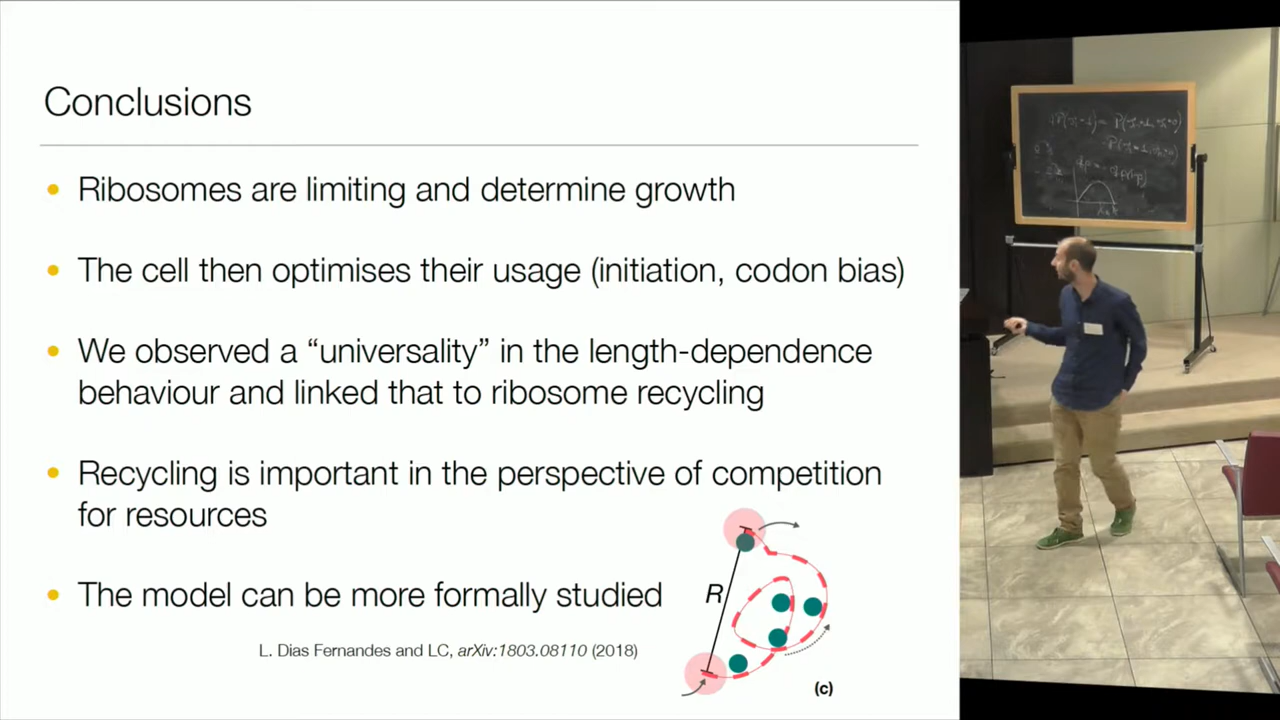 Conclusions
Ribosomes are limiting and determine growth
The cell then optimises their usage (initiation, codon bias)
We observed a “universality” in the length-dependence
behaviour and linked that to ribosome recycling
Recycling is important in the perspective of competition
for resources
The model can be more formally studied
R
L. Dias Fernandes and LC, arXiv:1803.08110 (2018)
(c)